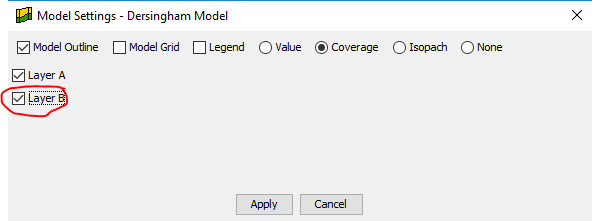 Model Settings - Dersingham Model
Model Outline Model Grid Legend Value Coverage Isopach None
Layer A
Layer B
Apply Cancel